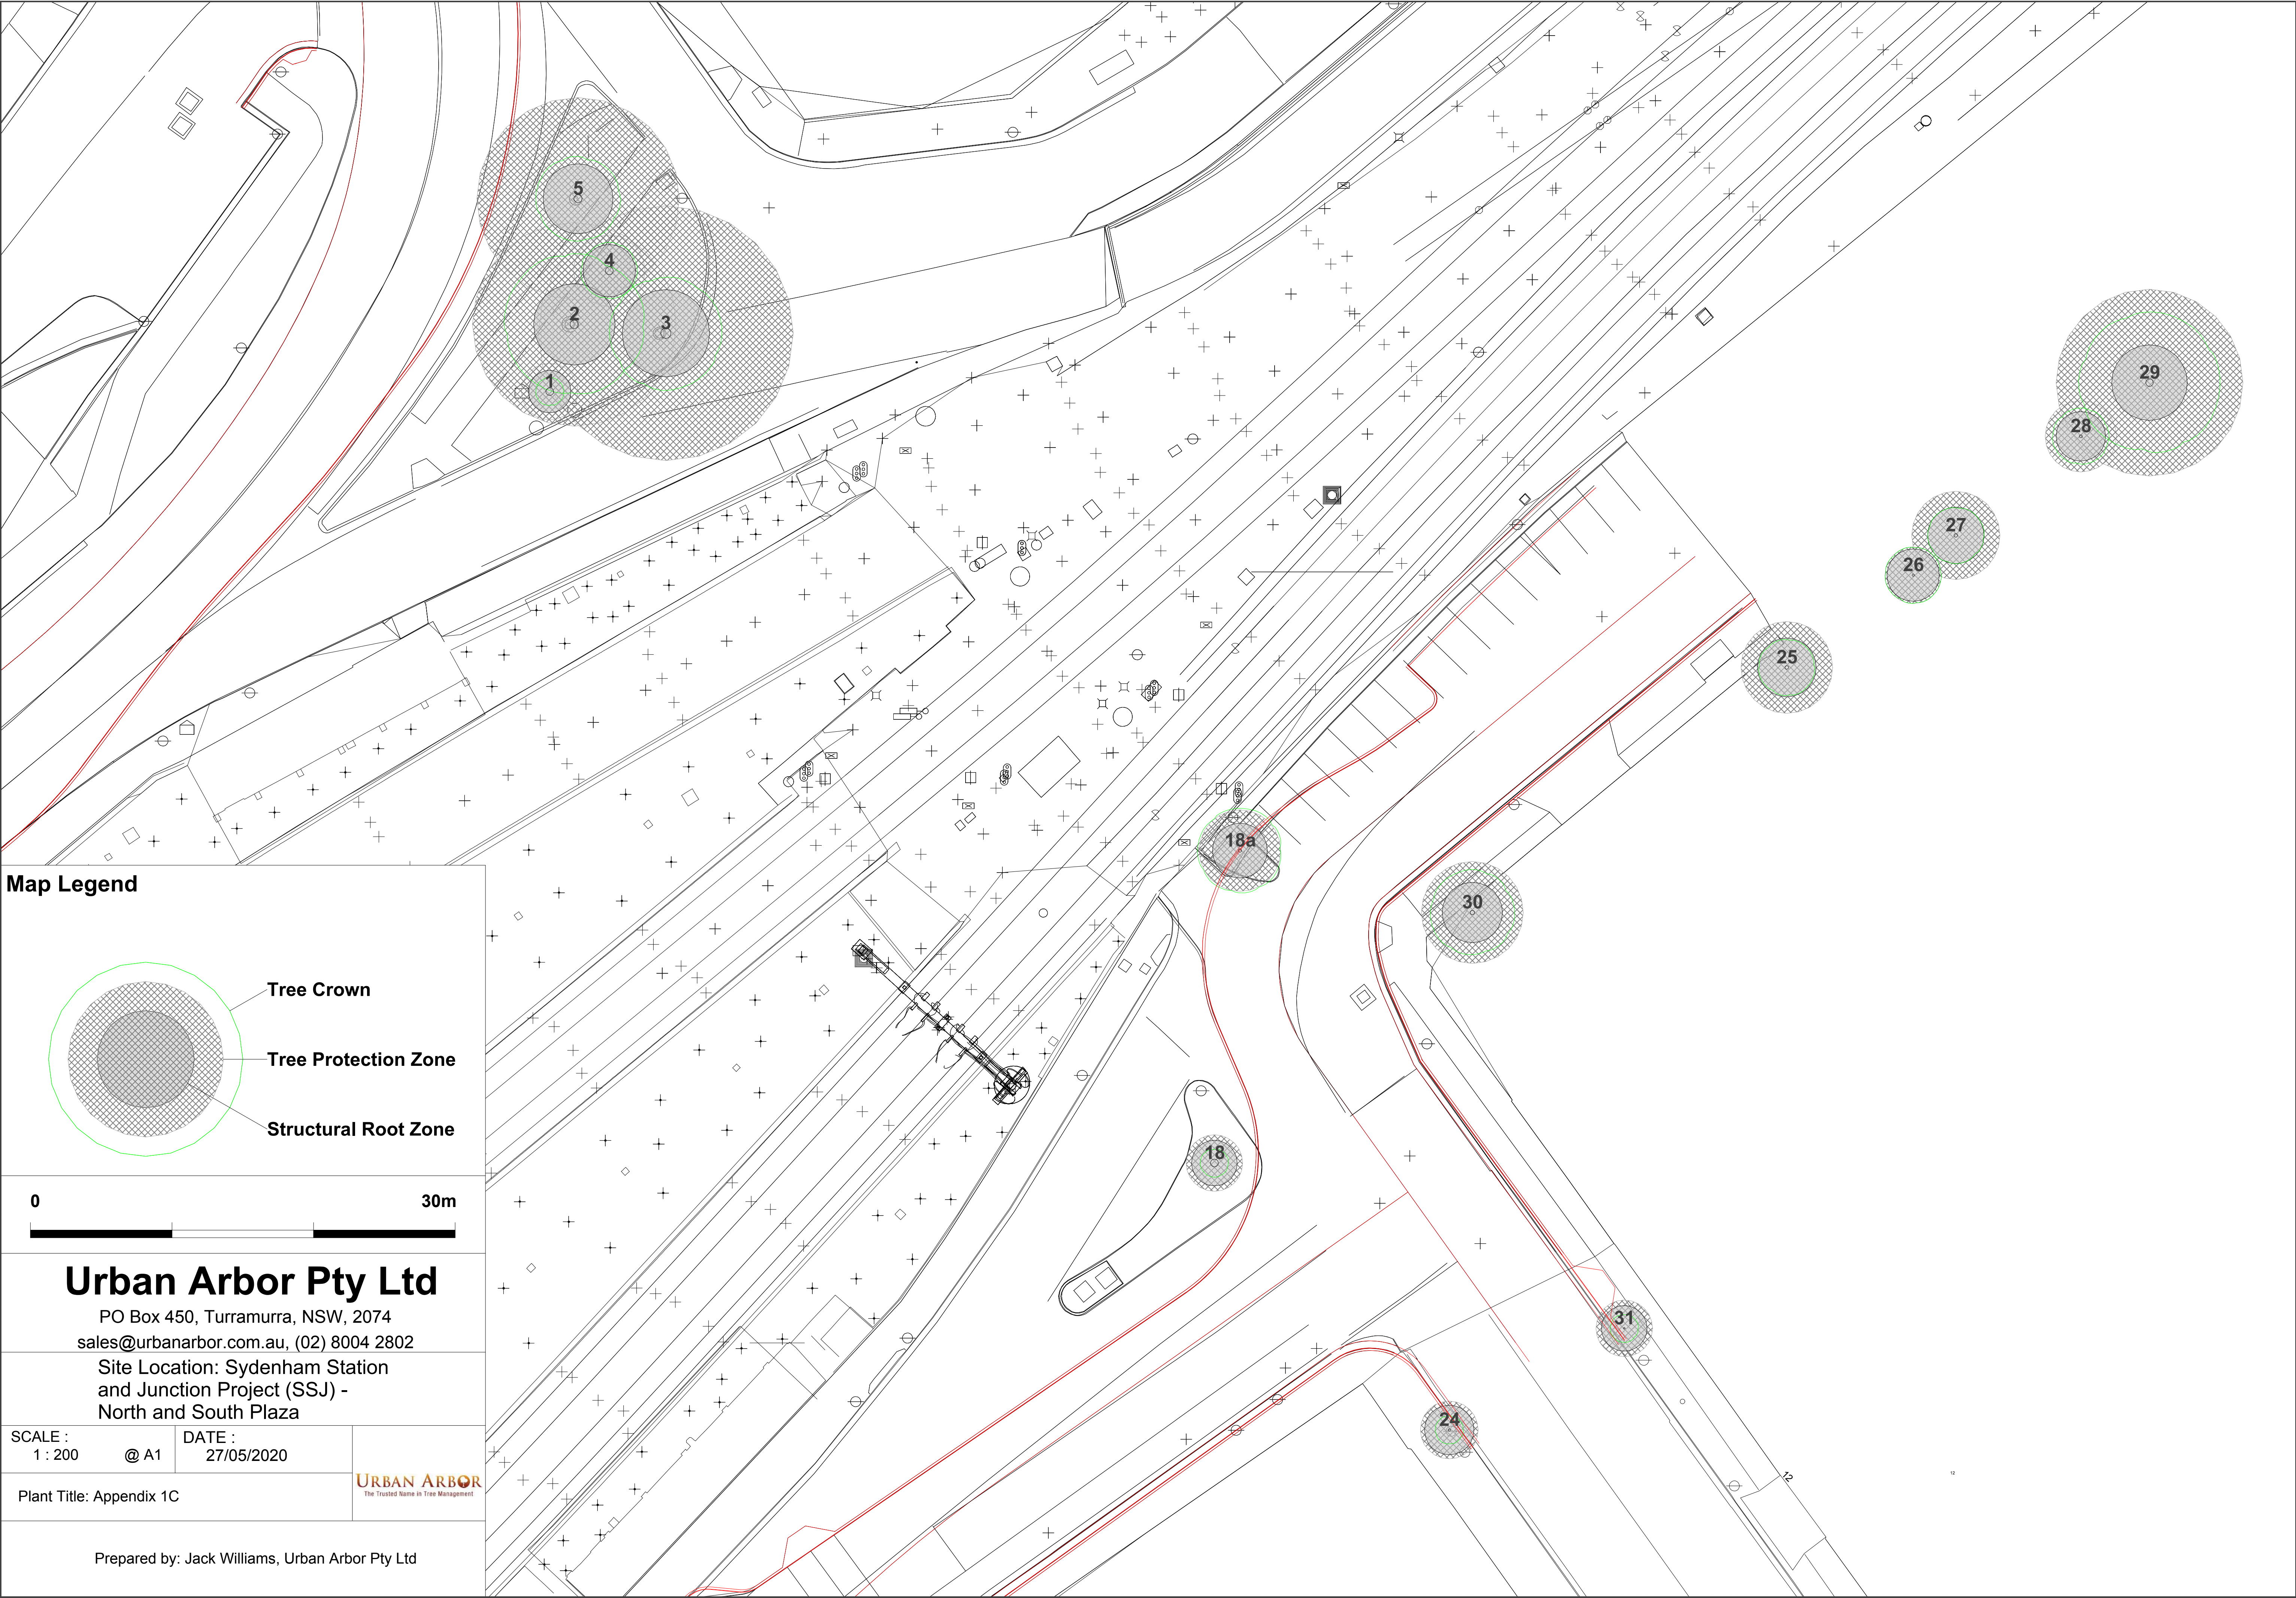 5
4
2
3
1
29
28
27
26
25
18a
30
18
31
24
12
12
Map Legend
Tree Crown
Tree Protection Zone
Structural Root Zone
0 30m
Urban Arbor Pty Ltd
PO Box 450, Turramurra, NSW, 2074
sales@urbanarbor.com.au, (02) 8004 2802
Site Location: Sydenham Station
and Junction Project (SSJ) -
North and South Plaza
SCALE :
1 : 200 @ A1
DATE :
27/05/2020
Plant Title: Appendix 1C
URBAN ARBOR
The Trusted Name in Tree Management
Prepared by: Jack Williams, Urban Arbor Pty Ltd